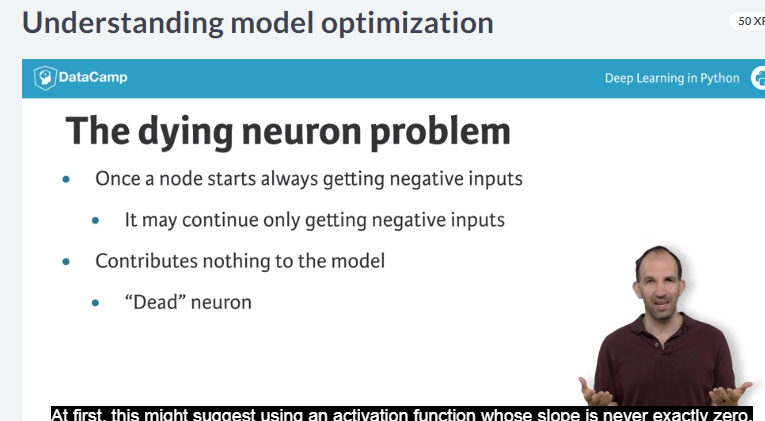 Understanding model optimization
50 XP
DataCamp
Deep Learning in Python
The dying neuron problem
Once a node starts always getting negative inputs
It may continue only getting negative inputs
Contributes nothing to the model
“Dead” neuron
At first, this might suggest using an activation function whose slope is never exactly zero.